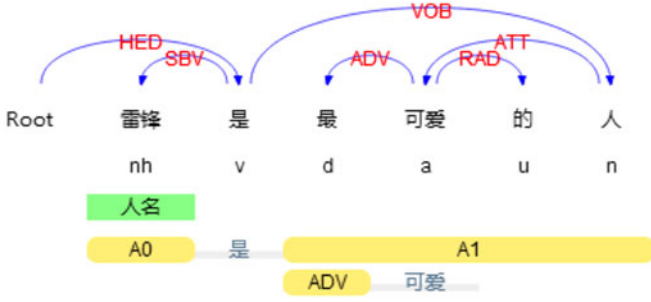 VOB
HED ATT
SBV ADV RAD
Root 雷锋 是 最 可爱 的 人
nh v d a u n
人名
A0 是 A1
ADV 可爱